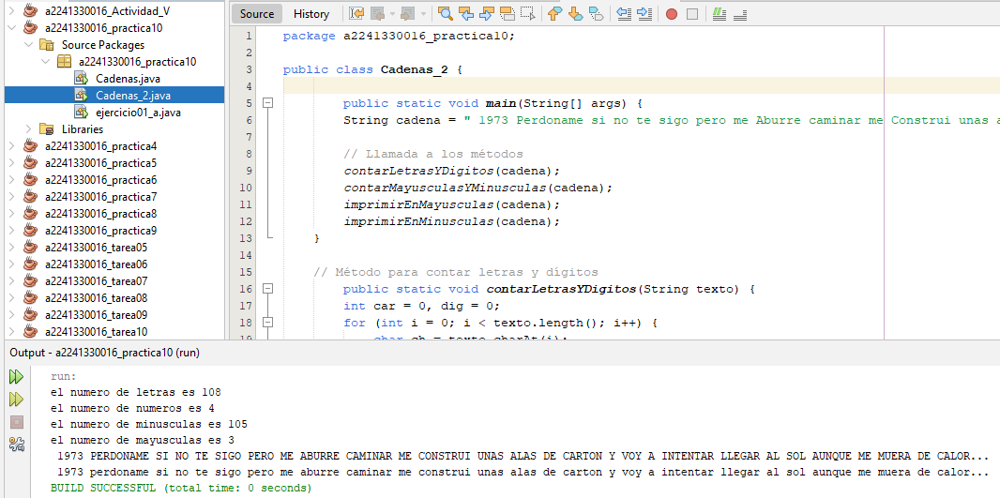 a2241330016_Actividad_V
a2241330016_practica10
Source Packages
a2241330016_practica10
Cadenas.java
Cadenas_2.java
ejercicio01_a.java
Libraries
a2241330016_practica4
a2241330016_practica5
a2241330016_practica6
a2241330016_practica7
a2241330016_practica8
a2241330016_practica9
a2241330016_tarea05
a2241330016_tarea06
a2241330016_tarea07
a2241330016_tarea08
a2241330016_tarea09
a2241330016_tarea10
Source History
1 package a2241330016_practica10;
2
3 public class Cadenas_2 {
4
5 public static void main(String[] args) {
6 String cadena = " 1973 Perdoname si no te sigo pero me Aburre caminar me Construi unas a
7
8 // Llamada a los métodos
9 contarLetrasYDigitos(cadena);
10 contarMayusculasYMinusculas(cadena);
11 imprimirEnMayusculas(cadena);
12 imprimirEnMinusculas(cadena);
13 }
14
15 // Método para contar letras y dígitos
16 public static void contarLetrasYDigitos(String texto) {
17 int car = 0, dig = 0;
18 for (int i = 0; i < texto.length(); i++) {
19 char ch = texto.charAt(i);
Output - a2241330016_practica10 (run)
run:
el numero de letras es 108
el numero de numeros es 4
el numero de minusculas es 105
el numero de mayusculas es 3
1973 PERDONAME SI NO TE SIGO PERO ME ABURRE CAMINAR ME CONSTRUI UNAS ALAS DE CARTON Y VOY A INTENTAR LLEGAR AL SOL AUNQUE ME MUERA DE CALOR...
1973 perdoname si no te sigo pero me aburre caminar me construi unas alas de carton y voy a intentar llegar al sol aunque me muera de calor...
BUILD SUCCESSFUL (total time: 0 seconds)